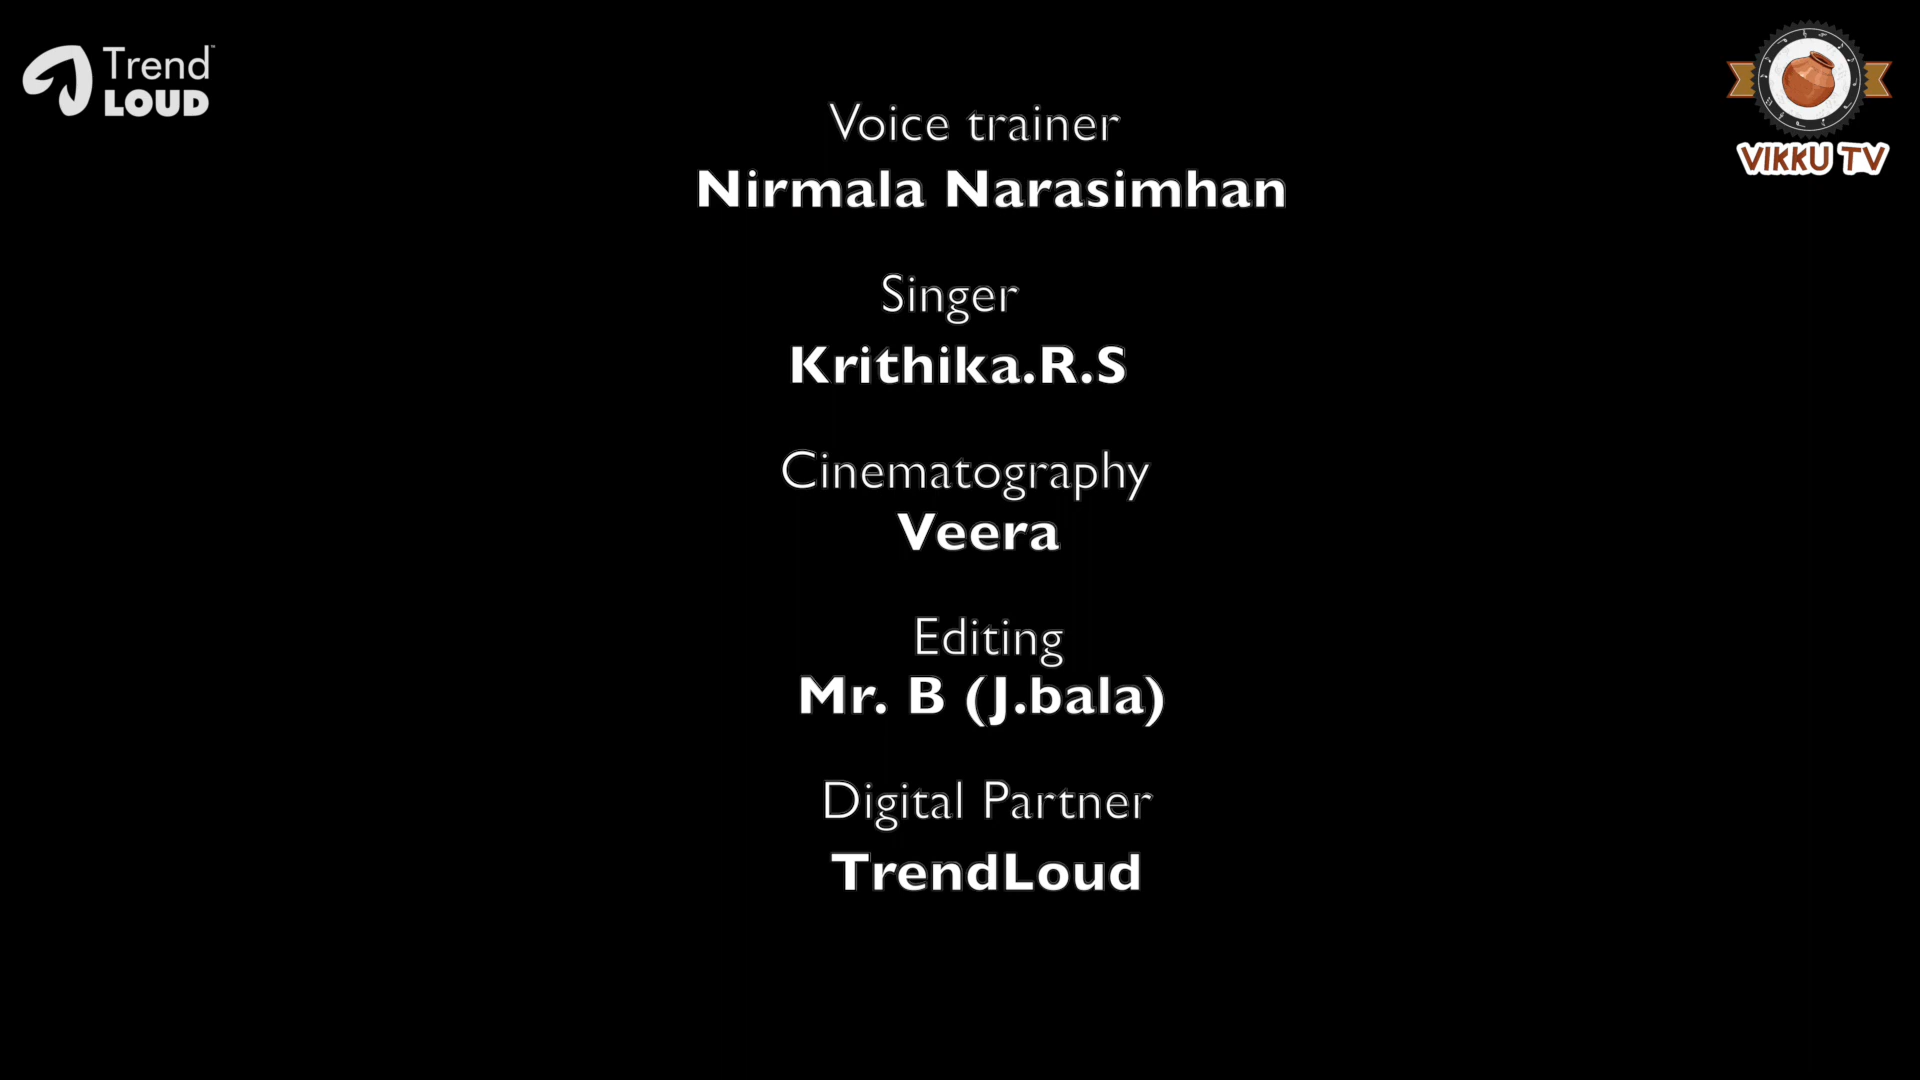 Trend
LOUD
VIKKU TV
Voice trainer
Nirmala Narasimhan
Singer
Krithika.R.S
Cinematography
Veera
Editing
Mr. B (J.bala)
Digital Partner
TrendLoud